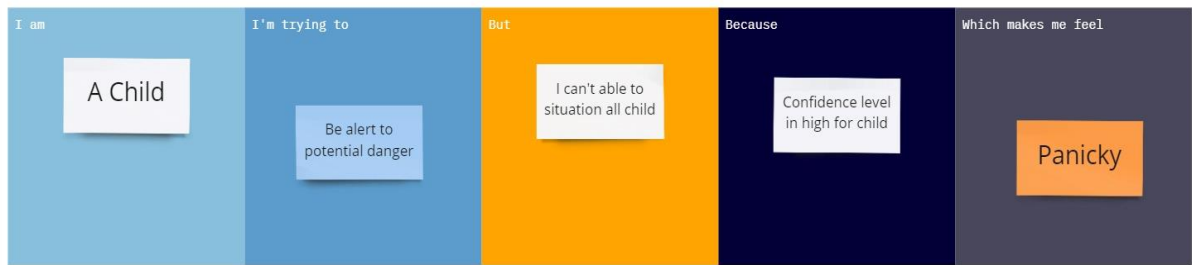 I am
A Child
I'm trying to
Be alert to
potential danger
But
I can't able to
situation all child
Because
Confidence level
in high for child
Which makes me feel
Panicky